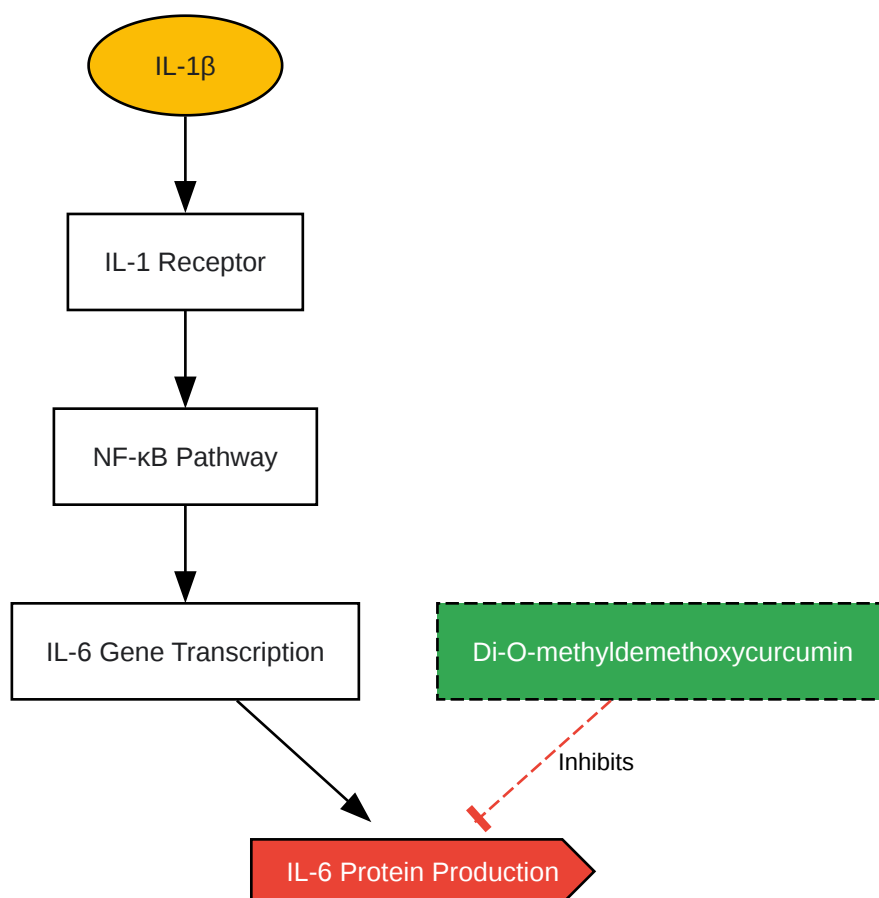 IL-1β
IL-1 Receptor
NF-κB Pathway
IL-6 Gene Transcription
Di-O-methyldemethoxycurcumin
Inhibits
IL-6 Protein Production